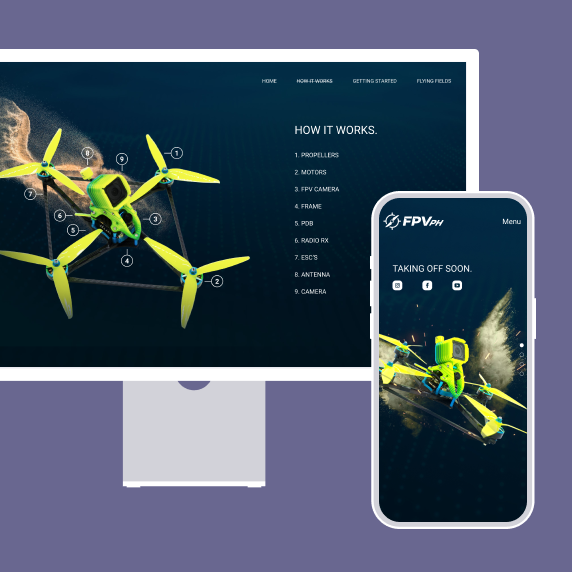 HOME HOW IT WORKS GETTING STARTED FLYING FIELDS
HOW IT WORKS.
1. PROPELLERS
2. MOTORS
3. FPV CAMERA
4. FRAME
5. PDB
6. RADIO RX
7. ESC'S
8. ANTENNA
9. CAMERA
8
9
1
7
6
5
3
4
2
FPVPH Menu
TAKING OFF SOON.